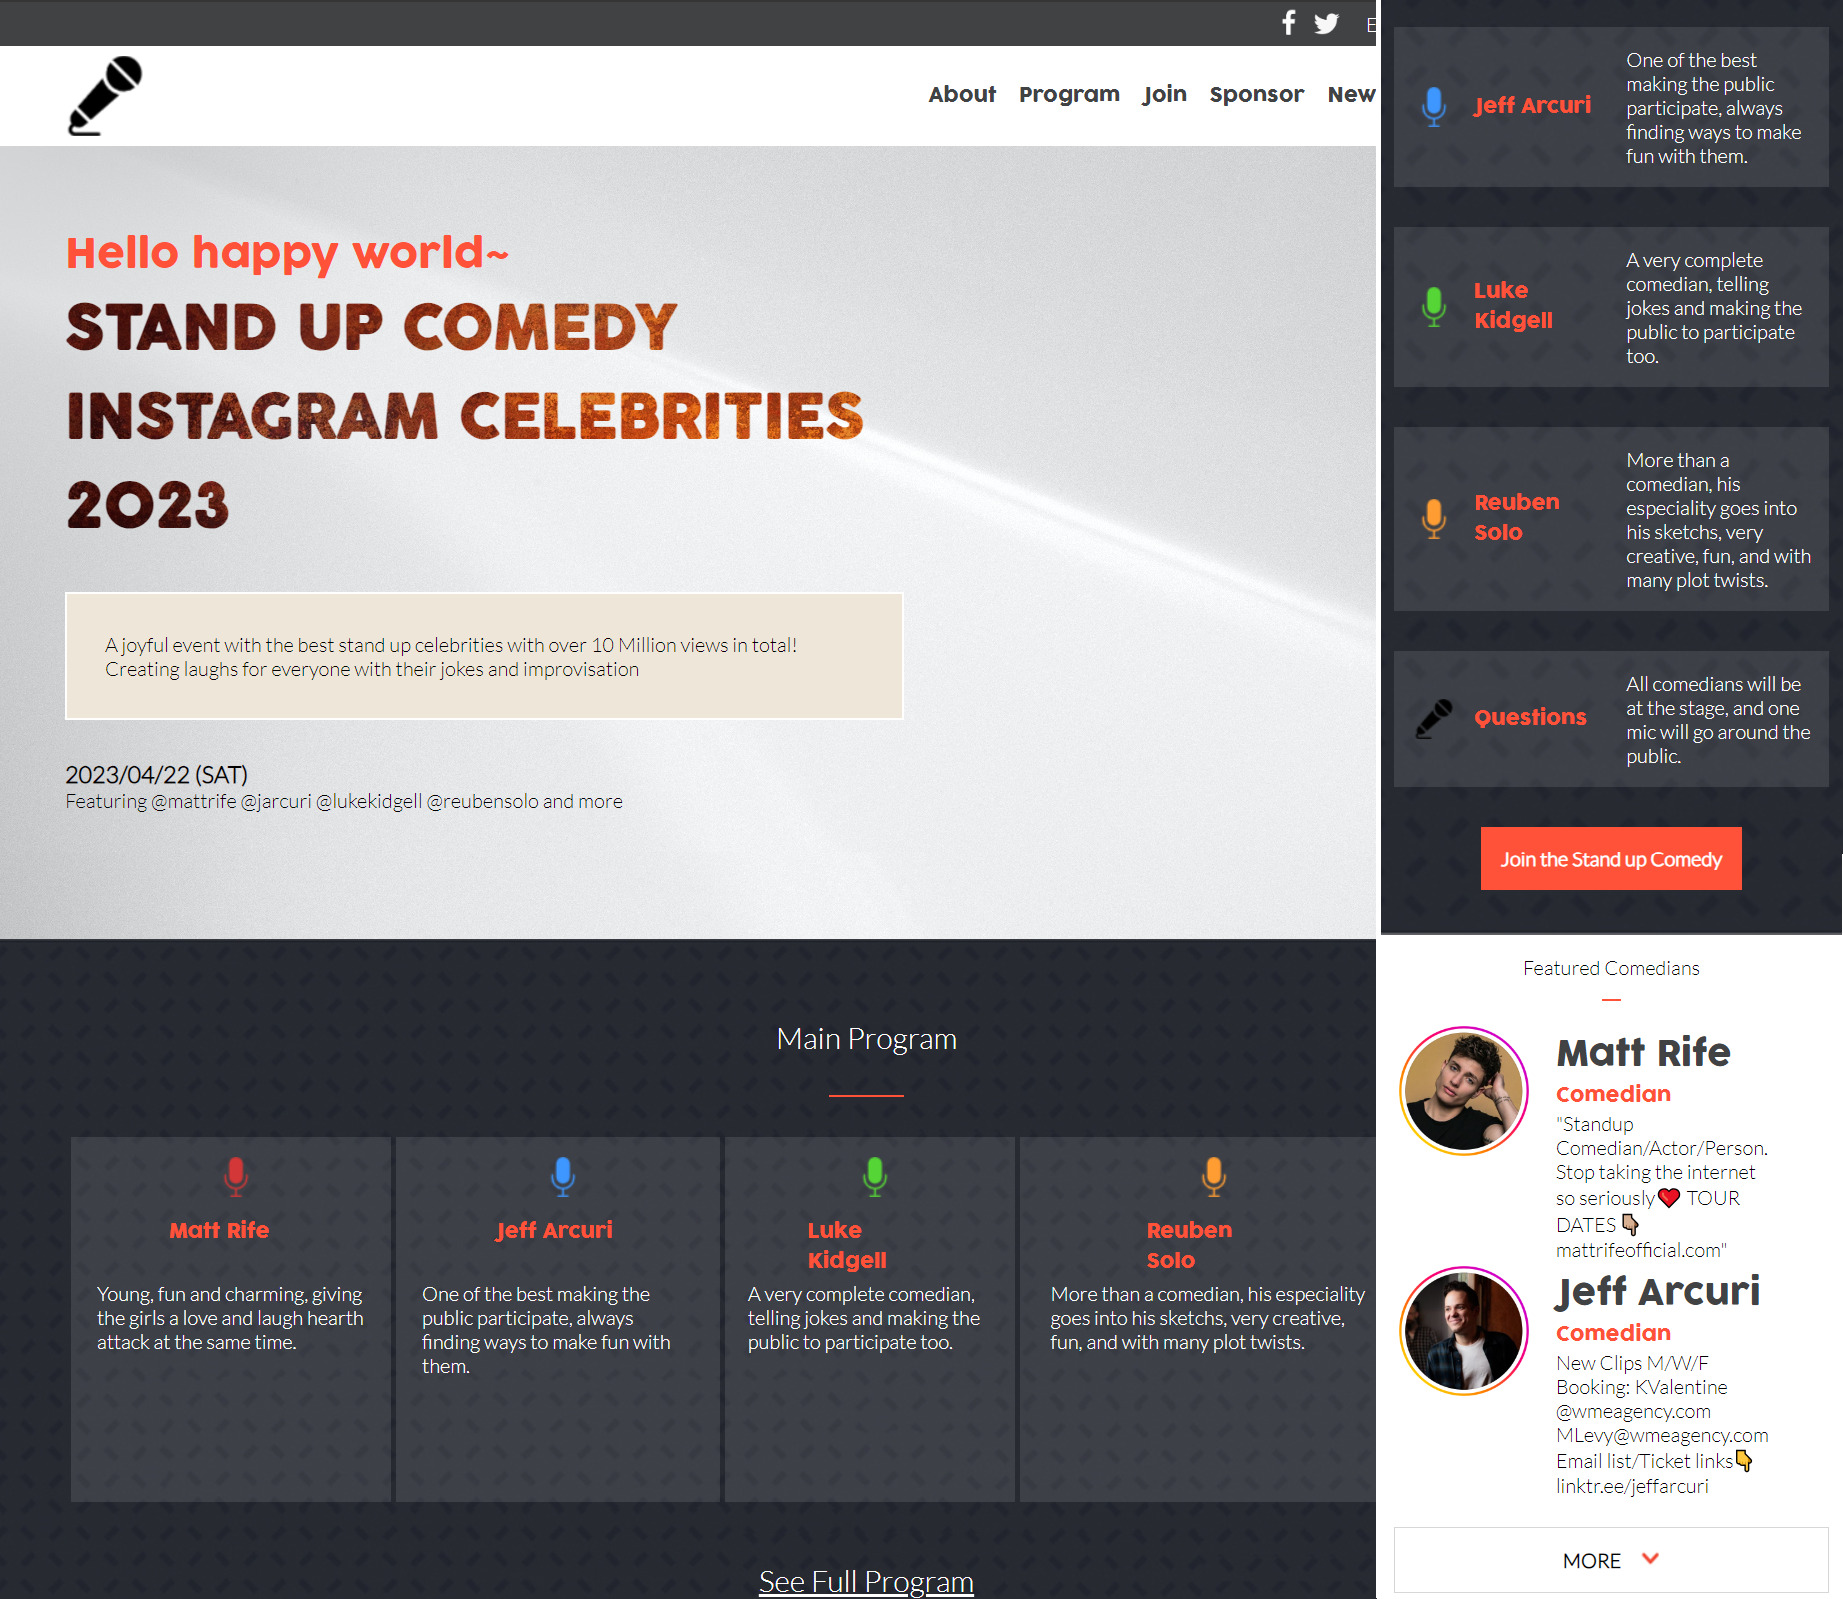 About Program Join Sponsor New
Hello happy world~
STAND UP COMEDY
INSTAGRAM CELEBRITIES
2023
A joyful event with the best stand up celebrities with over 10 Million views in total!
Creating laughs for everyone with their jokes and improvisation
2023/04/22 (SAT)
Featuring @mattrife @jarcuri @lukekidgell @reubensolo and more
Main Program
Matt Rife
Young, fun and charming, giving
the girls a love and laugh hearth
attack at the same time.
Jeff Arcuri
One of the best making the
public participate, always
finding ways to make fun with
them.
Luke
Kidgell
A very complete comedian,
telling jokes and making the
public to participate too.
Reuben
Solo
More than a comedian, his especiality
goes into his sketchs, very creative,
fun, and with many plot twists.
See Full Program
Jeff Arcuri
One of the best
making the public
participate, always
finding ways to make
fun with them.
Luke
Kidgell
A very complete
comedian, telling
jokes and making the
public to participate
too.
Reuben
Solo
More than a
comedian, his
especiality goes into
his sketchs, very
creative, fun, and with
many plot twists.
Questions
All comedians will be
at the stage, and one
mic will go around the
public.
Join the Stand up Comedy
Featured Comedians
Matt Rife
Comedian
"Standup
Comedian/Actor/Person.
Stop taking the internet
so seriously❤️ TOUR
DATES 👇🏼
mattrifeofficial.com"
Jeff Arcuri
Comedian
New Clips M/W/F
Booking: KValentine
@wmeagency.com
MLevy@wmeagency.com
Email list/Ticket links👇
linktr.ee/jeffarcuri
MORE